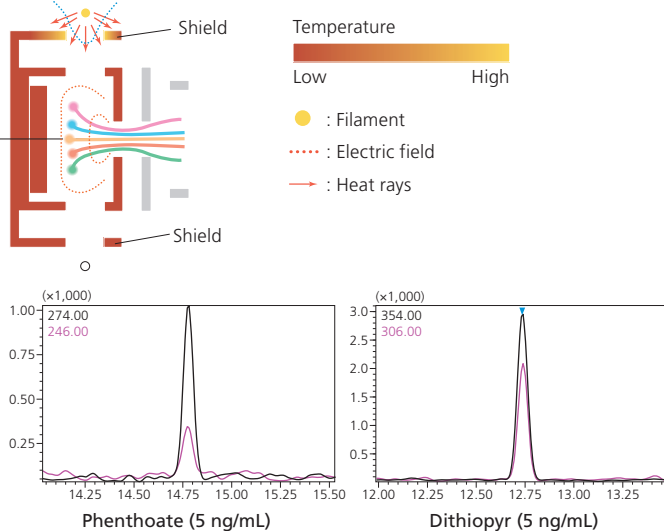 Shield
Temperature
Low High
: Filament
: Electric field
: Heat rays
Shield
(×1,000)
274.00
246.00
1.00
0.75
0.50
0.25
14.25 14.50 14.75 15.00 15.25 15.50
Phenthoate (5 ng/mL)
(×1,000)
354.00
306.00
3.0
2.5
2.0
1.5
1.0
0.5
12.00 12.25 12.50 12.75 13.00 13.25
Dithiopyr (5 ng/mL)